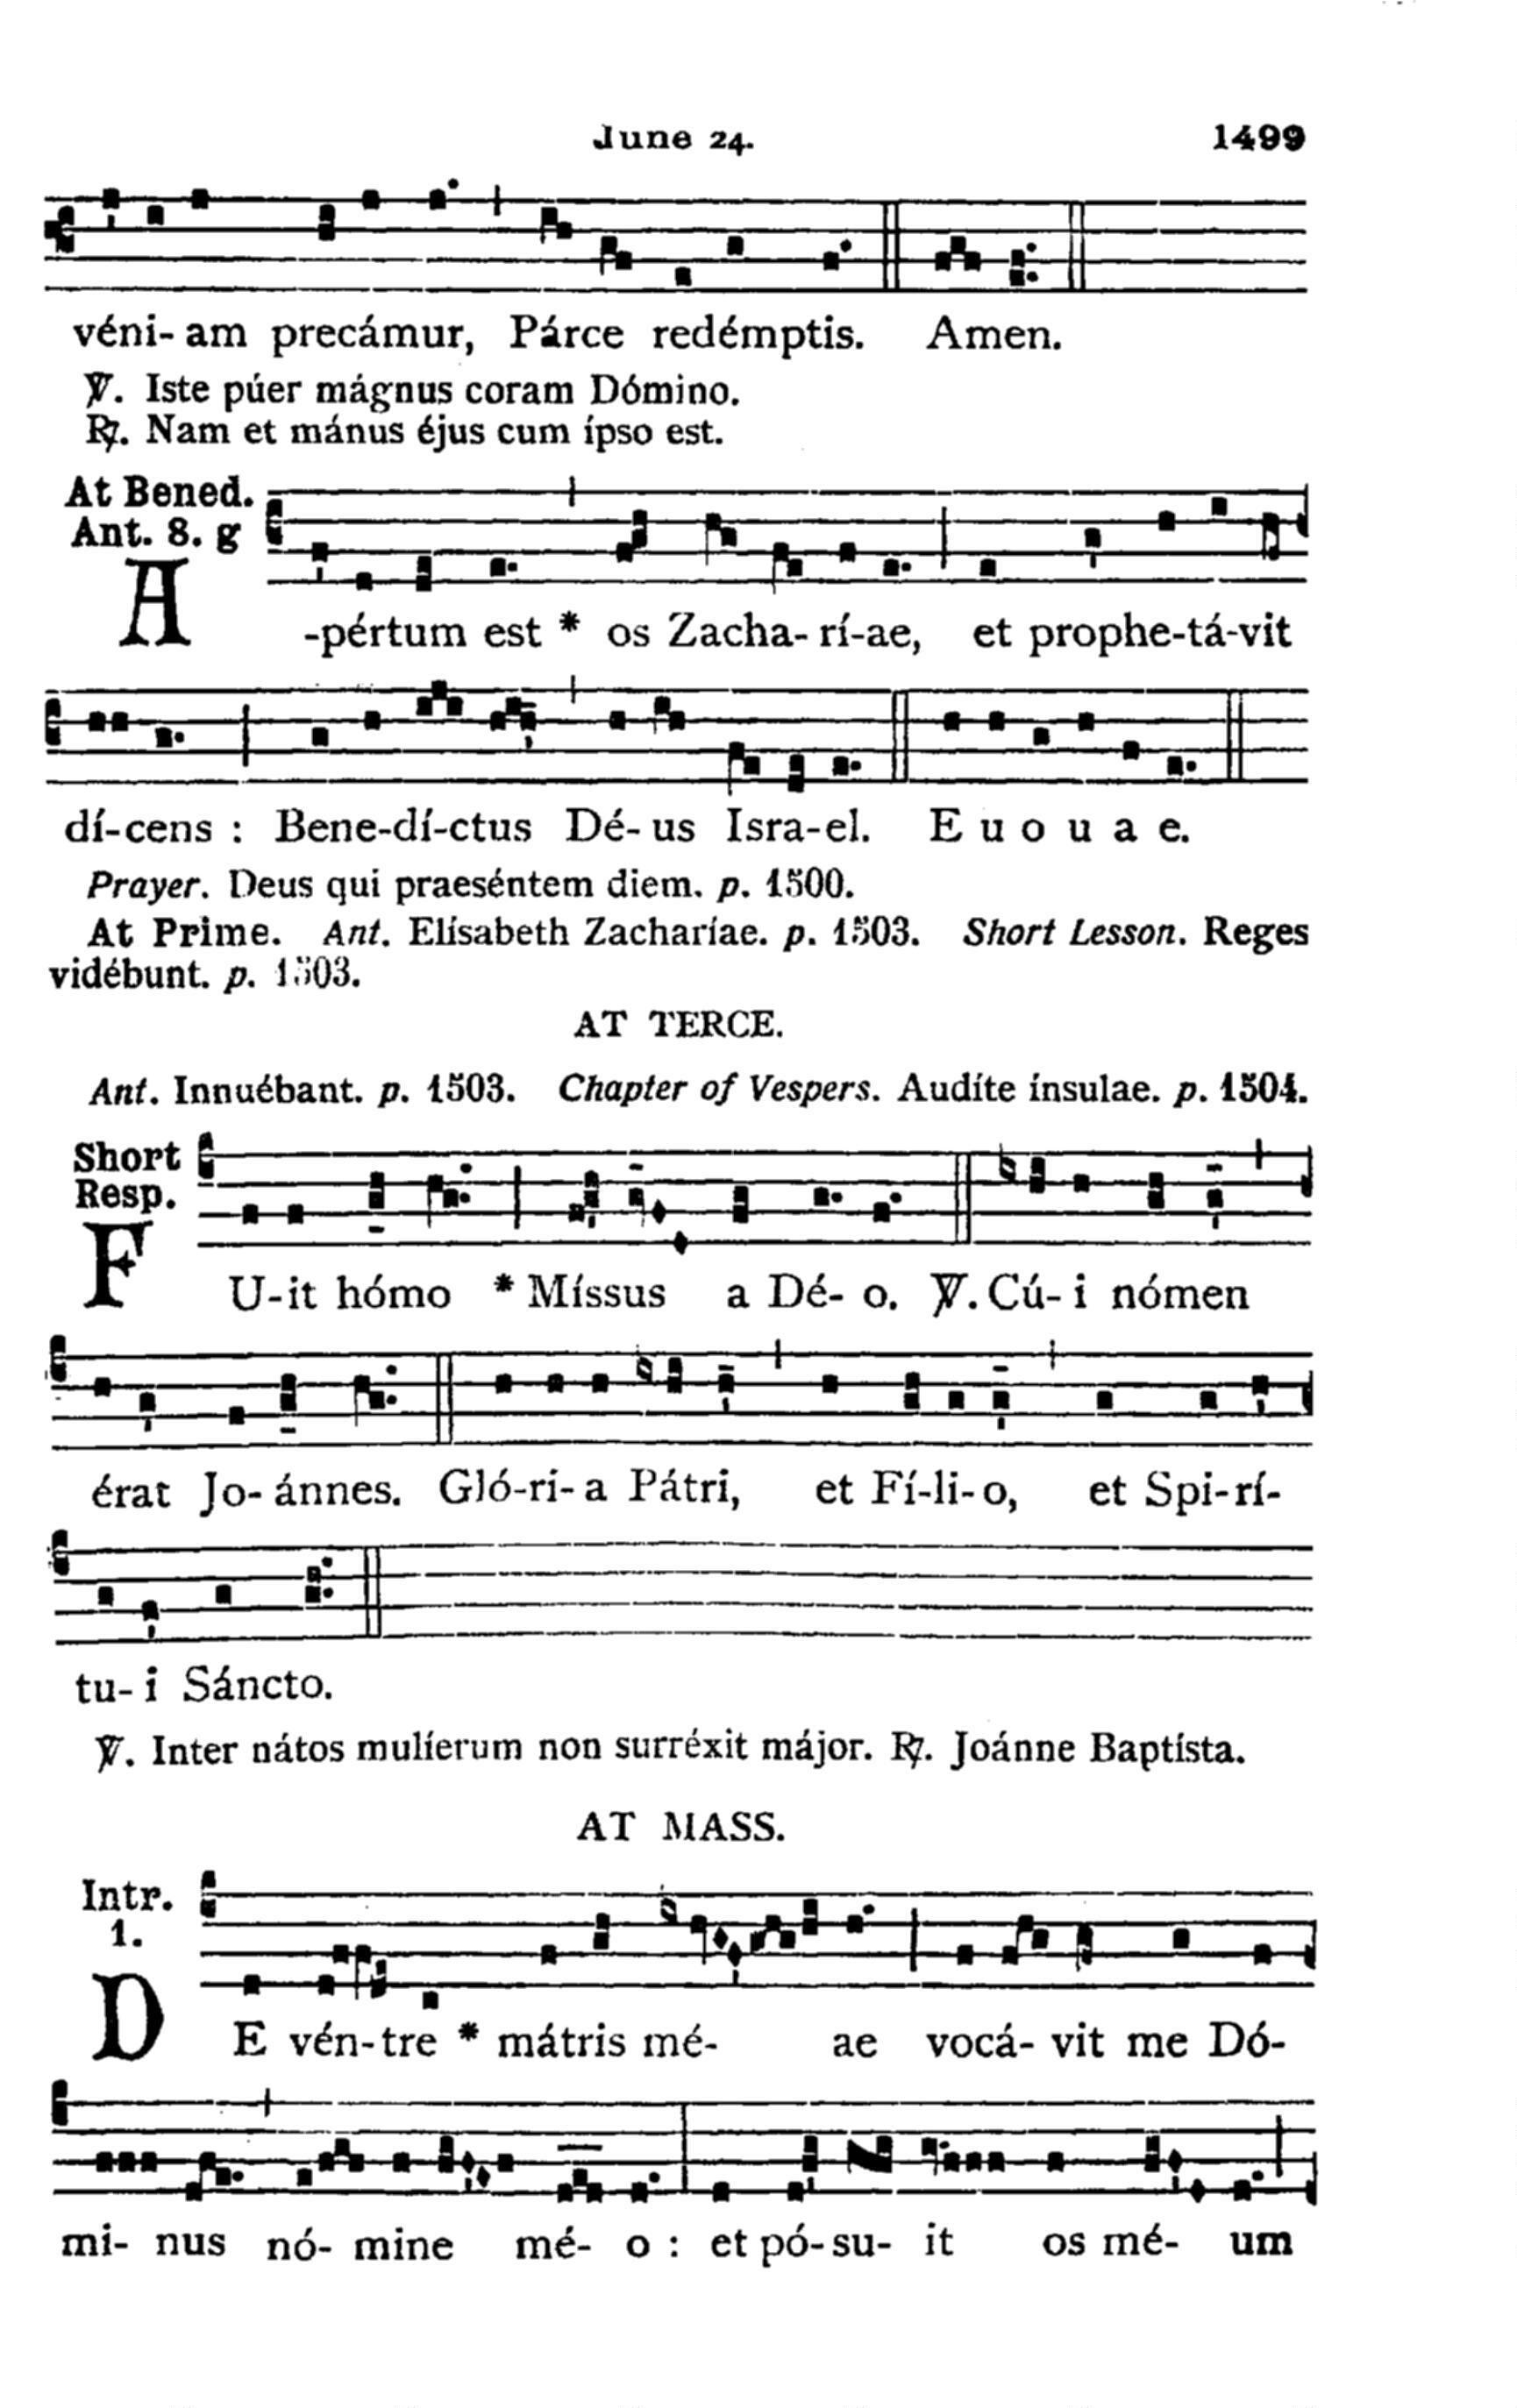 June 24. 1499
véni- am precámur, Párce redémptis. Amen.
℣. Iste púer mágnus coram Dómino.
℟. Nam et mánus éjus cum ípso est.
At Bened.
Ant. 8. g
A -pértum est * os Zacha- rí-ae, et prophe-tá-vit
dí-cens : Bene-dí-ctus Dé- us Isra-el. E u o u a e.
Prayer. Deus qui praeséntem diem. p. 1500.
At Prime. Ant. Elísabeth Zacharíae. p. 1503. Short Lesson. Reges
vidébunt. p. 1503.
AT TERCE.
Ant. Innuébant. p. 1503. Chapter of Vespers. Audíte ínsulae. p. 1504.
Short
Resp.
F U-it hómo * Míssus a Dé- o. ℣. Cú- i nómen
érat Jo- ánnes. Gló-ri- a Pátri, et Fí-li- o, et Spi-rí-
tu- i Sáncto.
℣. Inter nátos mulíerum non surréxit májor. ℟. Joánne Baptísta.
AT MASS.
Intr.
1.
D E vén-tre * mátris mé- ae vocá- vit me Dó-
mi- nus nó- mine mé- o : et pó-su- it os mé- um